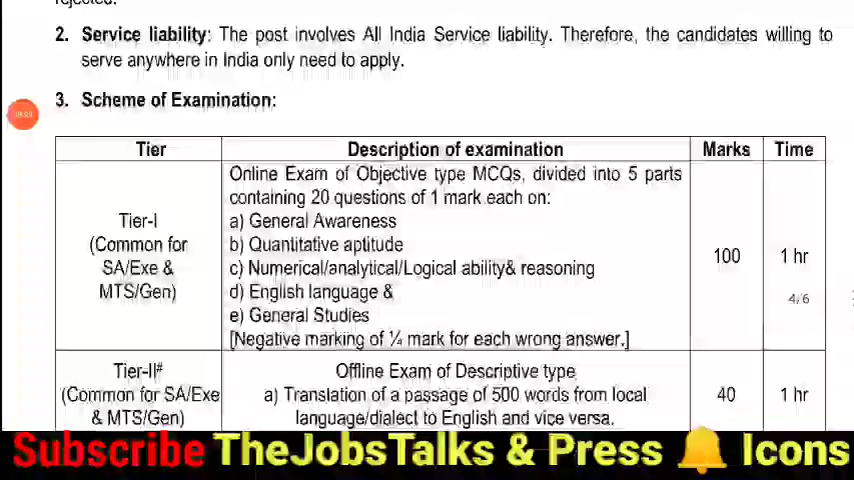 rejected.
2. Service liability: The post involves All India Service liability. Therefore, the candidates willing to
serve anywhere in India only need to apply.
3. Scheme of Examination:
Tier Description of examination Marks Time
Tier-I
(Common for
SA/Exe &
MTS/Gen)
Online Exam of Objective type MCQs, divided into 5 parts
containing 20 questions of 1 mark each on:
a) General Awareness
b) Quantitative aptitude
c) Numerical/analytical/Logical ability& reasoning
d) English language &
e) General Studies
[Negative marking of ¼ mark for each wrong answer.]
100
1 hr
4/6
Tier-II#
(Common for SA/Exe
& MTS/Gen)
Offline Exam of Descriptive type
a) Translation of a passage of 500 words from local
language/dialect to English and vice versa.
40
1 hr
Subscribe TheJobsTalks & Press 🔔 Icons